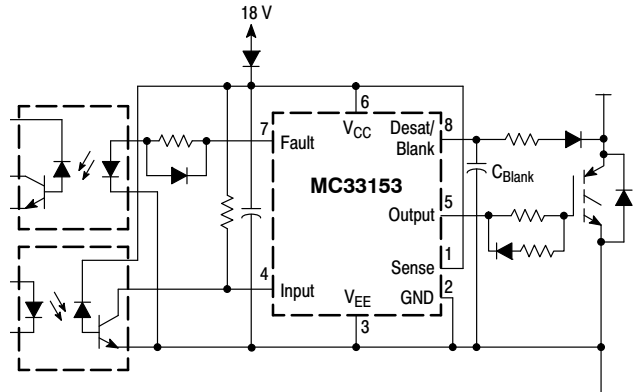 18 V
6
7 Fault
VCC
Desat/
Blank
8
MC33153
CBlank
Output
5
Sense
1
4 Input
VEE
GND
2
3